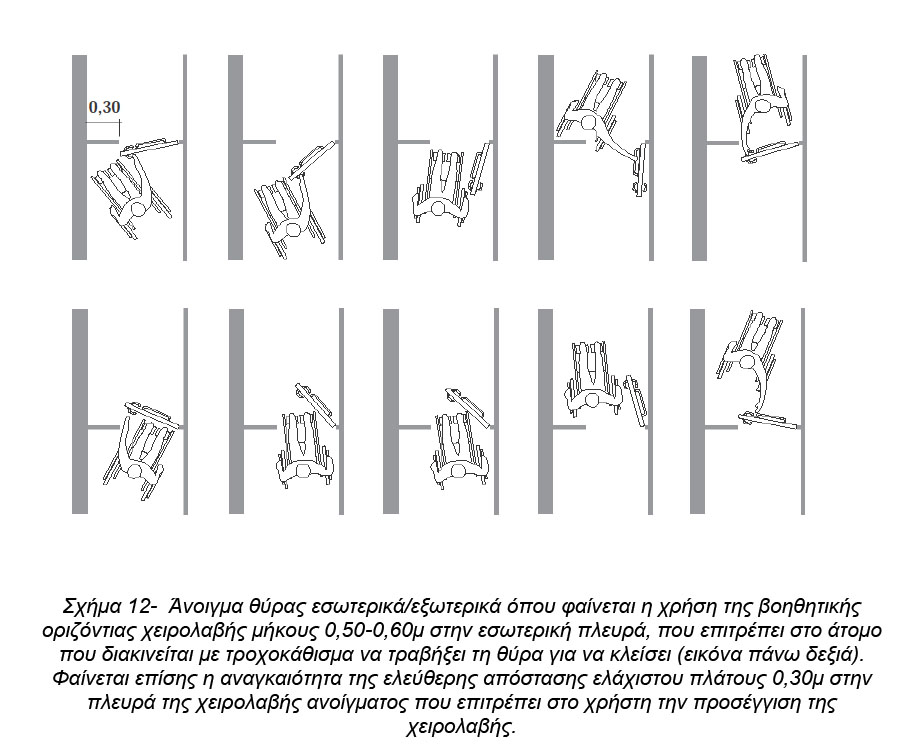 0,30
Σχήμα 12-  Άνοιγμα θύρας εσωτερικά/εξωτερικά όπου φαίνεται η χρήση της βοηθητικής
οριζόντιας χειρολαβής μήκους 0,50-0,60μ στην εσωτερική πλευρά, που επιτρέπει στο άτομο
που διακινείται με τροχοκάθισμα να τραβήξει τη θύρα για να κλείσει (εικόνα πάνω δεξιά).
Φαίνεται επίσης η αναγκαιότητα της ελεύθερης απόστασης ελάχιστου πλάτους 0,30μ στην
πλευρά της χειρολαβής ανοίγματος που επιτρέπει στο χρήστη την προσέγγιση της
χειρολαβής.